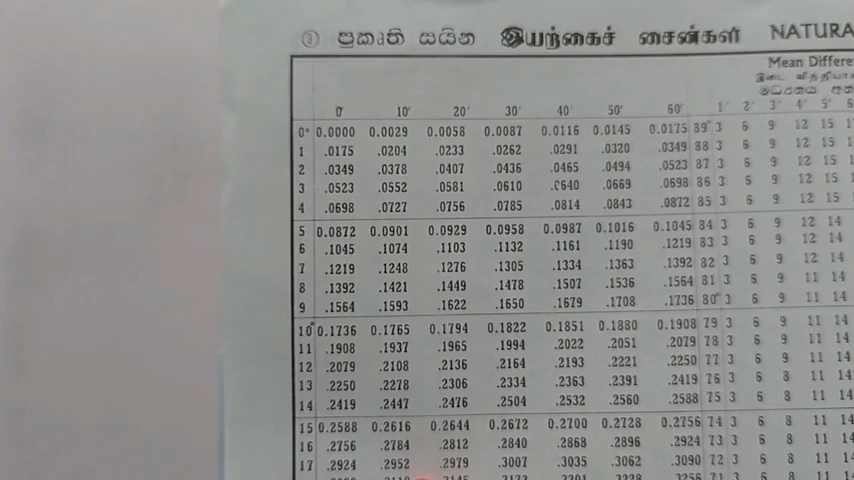 ③ ප්‍රකෘති සයින இயற்கைச் சைன்கள் NATURA
Mean Differe
0′ 10′ 20′ 30′ 40′ 50′ 60′ 1′ 2′ 3′ 4′ 5′ 6
0° 0.0000 0.0029 0.0058 0.0087 0.0116 0.0145 0.0175 89° 3 6 9 12 15 1
1 .0175 .0204 .0233 .0262 .0291 .0320 .0349 88 3 6 9 12 15 1
2 .0349 .0378 .0407 .0436 .0465 .0494 .0523 87 3 6 9 12 15 1
3 .0523 .0552 .0581 .0610 .0640 .0669 .0698 86 3 6 9 12 15 1
4 .0698 .0727 .0756 .0785 .0814 .0843 .0872 85 3 6 9 12 15
5 0.0872 0.0901 0.0929 0.0958 0.0987 0.1016 0.1045 84 3 6 9 12 14
6 .1045 .1074 .1103 .1132 .1161 .1190 .1219 83 3 6 9 12 14
7 .1219 .1248 .1276 .1305 .1334 .1363 .1392 82 3 6 9 12 14
8 .1392 .1421 .1449 .1478 .1507 .1536 .1564 81 3 6 9 11 14
9 .1564 .1593 .1622 .1650 .1679 .1708 .1736 80° 3 6 9 11 14
10° 0.1736 0.1765 0.1794 0.1822 0.1851 0.1880 0.1908 79 3 6 9 11 14
11 .1908 .1937 .1965 .1994 .2022 .2051 .2079 78 3 6 9 11 14
12 .2079 .2108 .2136 .2164 .2193 .2221 .2250 77 3 6 9 11 14
13 .2250 .2278 .2306 .2334 .2363 .2391 .2419 76 3 6 8 11 14
14 .2419 .2447 .2476 .2504 .2532 .2560 .2588 75 3 6 8 11 14
15 0.2588 0.2616 0.2644 0.2672 0.2700 0.2728 0.2756 74 3 6 8 11 14
16 .2756 .2784 .2812 .2840 .2868 .2896 .2924 73 3 6 8 11 14
17 .2924 .2952 .2979 .3007 .3035 .3062 .3090 72 3 6 8 11 14